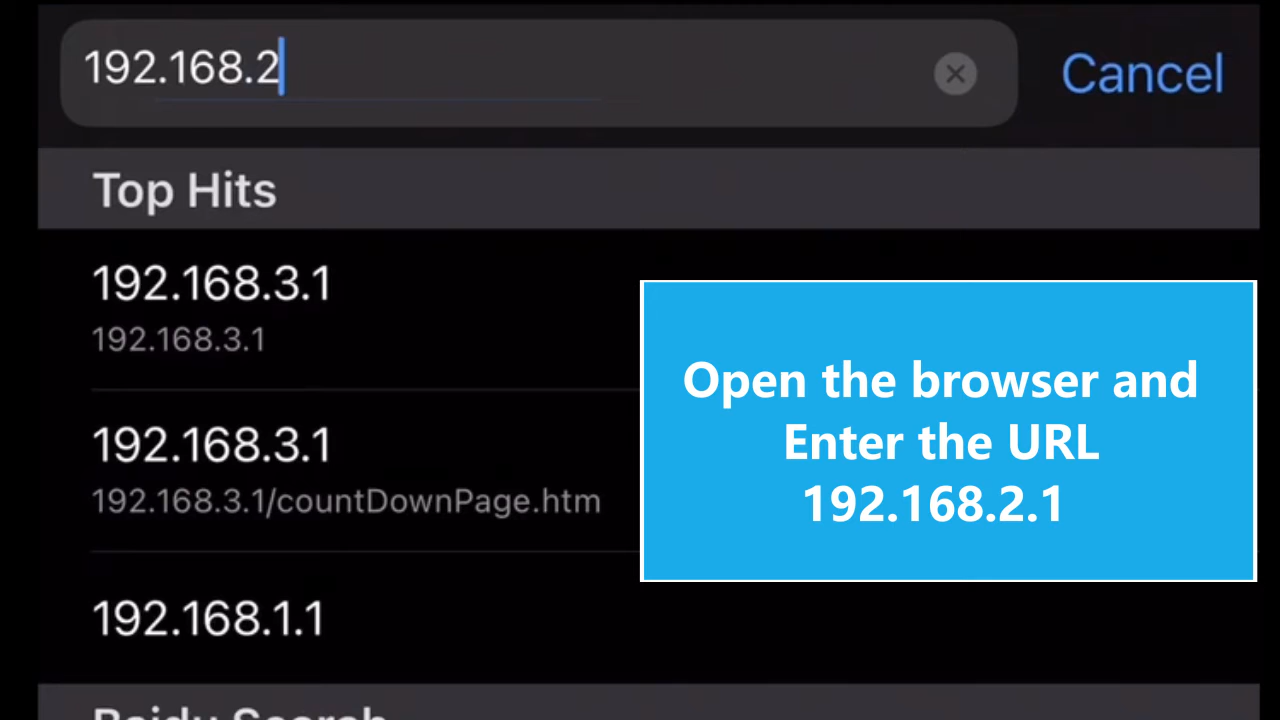 192.168.2
Cancel
Top Hits
192.168.3.1
192.168.3.1
192.168.3.1
192.168.3.1/countDownPage.htm
192.168.1.1
Open the browser and
Enter the URL
192.168.2.1
Baidu Search